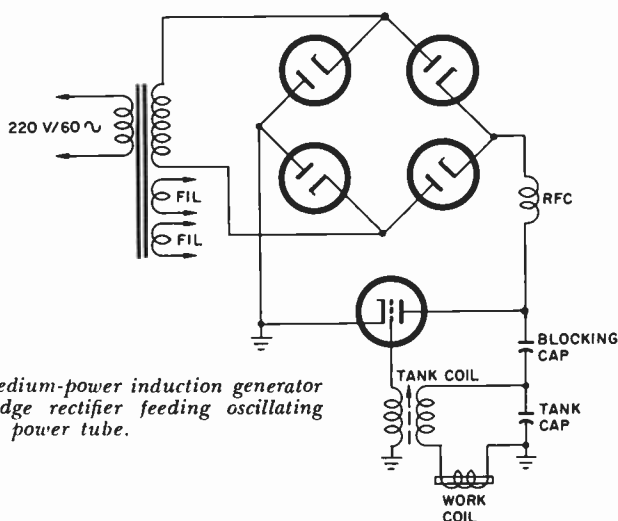 220 V/60 ∿
FIL
FIL
RFC
BLOCKING
CAP
TANK COIL
TANK
CAP
WORK
COIL
edium-power induction generator
dge rectifier feeding oscillating
power tube.